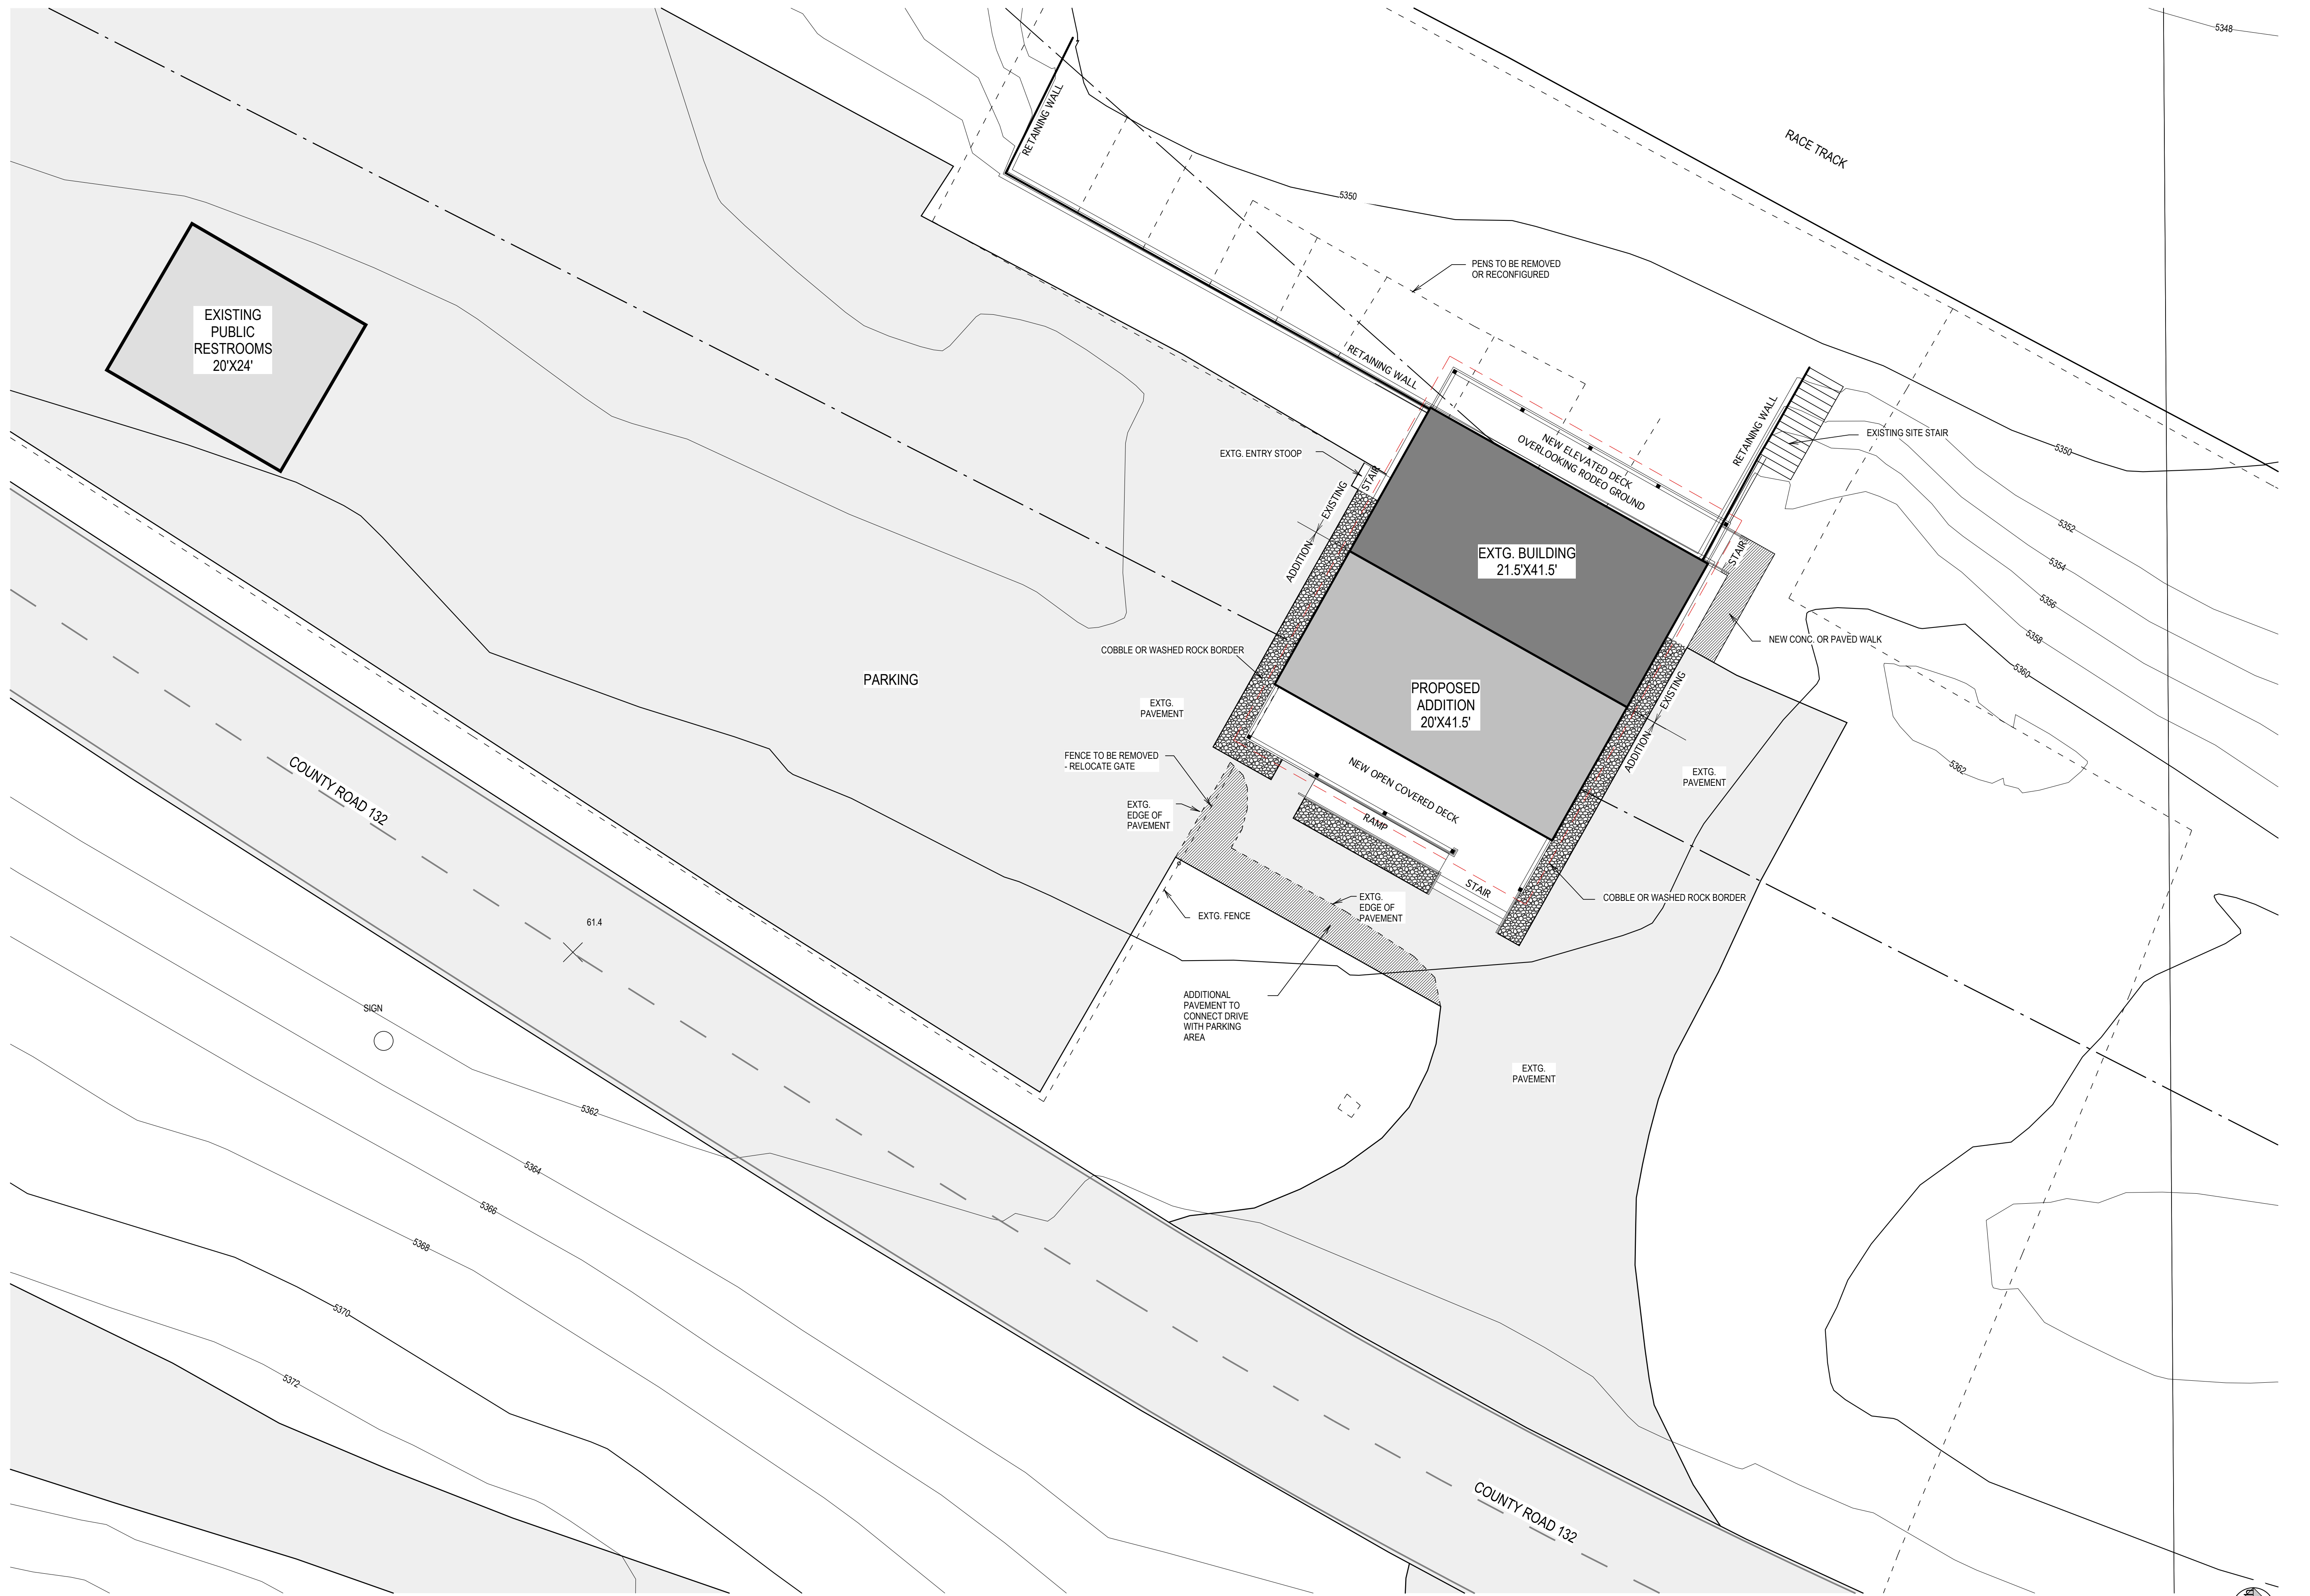 5348
RETAINING WALL
RACE TRACK
5350
PENS TO BE REMOVED
OR RECONFIGURED
EXISTING
PUBLIC
RESTROOMS
20'X24'
RETAINING WALL
RETAINING WALL
EXISTING SITE STAIR
NEW ELEVATED DECK
OVERLOOKING RODEO GROUND
EXTG. ENTRY STOOP
STAIR
5350
EXISTING
ADDITION
5352
EXTG. BUILDING
21.5'X41.5'
STAIR
5354
5356
NEW CONC. OR PAVED WALK
5358
COBBLE OR WASHED ROCK BORDER
5360
PARKING
PROPOSED
ADDITION
20'X41.5'
EXISTING
ADDITION
EXTG.
PAVEMENT
FENCE TO BE REMOVED
- RELOCATE GATE
NEW OPEN COVERED DECK
EXTG.
PAVEMENT
5362
COUNTY ROAD 132
EXTG.
EDGE OF
PAVEMENT
RAMP
STAIR
COBBLE OR WASHED ROCK BORDER
EXTG.
EDGE OF
PAVEMENT
EXTG. FENCE
61.4
ADDITIONAL
PAVEMENT TO
CONNECT DRIVE
WITH PARKING
AREA
SIGN
EXTG.
PAVEMENT
5362
5364
5366
5368
5370
5372
COUNTY ROAD 132